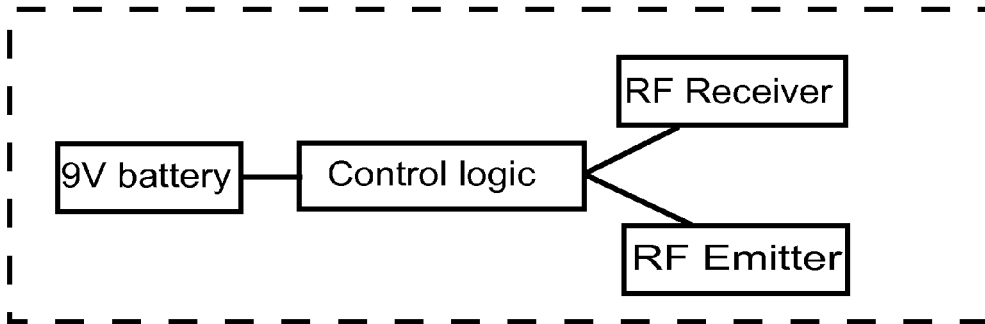 RF Receiver
9V battery
Control logic
RF Emitter